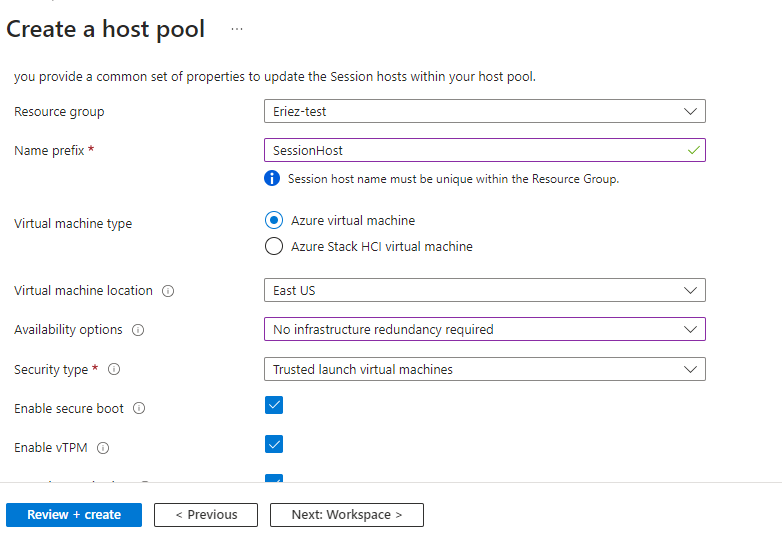 Create a host pool ...
you provide a common set of properties to update the Session hosts within your host pool.
Resource group Eriez-test
Name prefix * SessionHost
Session host name must be unique within the Resource Group.
Virtual machine type Azure virtual machine
Azure Stack HCI virtual machine
Virtual machine location East US
Availability options No infrastructure redundancy required
Security type * Trusted launch virtual machines
Enable secure boot
Enable vTPM
Review + create < Previous Next: Workspace >